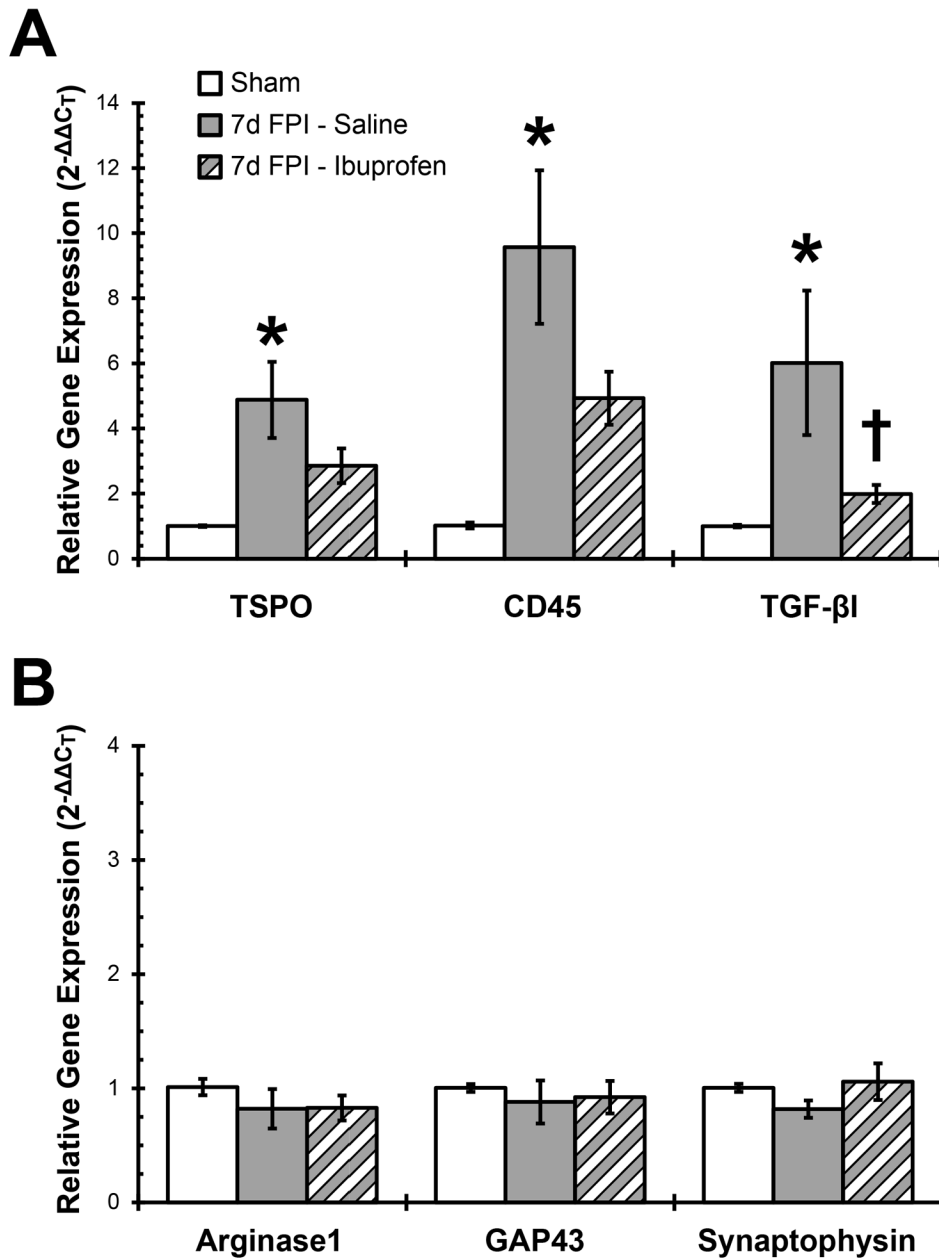 A
Sham
7d FPI - Saline
7d FPI - Ibuprofen
Relative Gene Expression (2-ΔΔCT)
14
12
10
8
6
4
2
0
*
*
*
†
TSPO CD45 TGF-βI
B
Relative Gene Expression (2-ΔΔCT)
4
3
2
1
0
Arginase1 GAP43 Synaptophysin